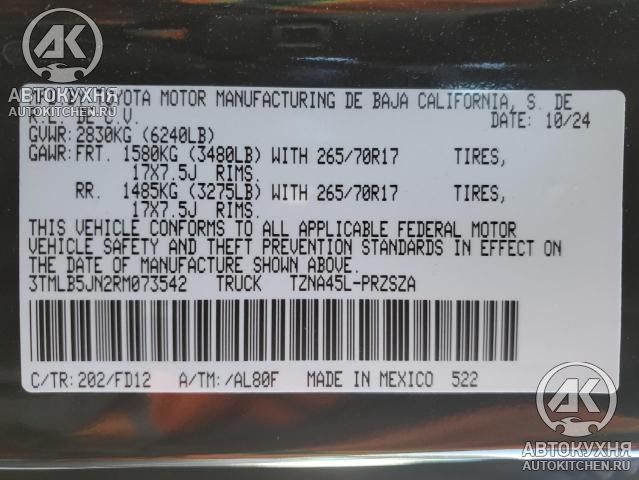 АК
АВТОКУХНЯ
AUTOKITCHEN.RU
TOYOTA MOTOR MANUFACTURING DE BAJA CALIFORNIA, S. DE
R.L. DE C.V. DATE: 10/24
GVWR: 2830KG (6240LB)
GAWR: FRT. 1580KG (3480LB) WITH 265/70R17 TIRES,
17X7.5J RIMS.
RR. 1485KG (3275LB) WITH 265/70R17 TIRES,
17X7.5J RIMS.
THIS VEHICLE CONFORMS TO ALL APPLICABLE FEDERAL MOTOR
VEHICLE SAFETY AND THEFT PREVENTION STANDARDS IN EFFECT ON
THE DATE OF MANUFACTURE SHOWN ABOVE.
3TMLB5JN2RM073542 TRUCK TZNA45L-PRZSZA
C/TR: 202/FD12 A/TM: /AL80F MADE IN MEXICO 522
АК
АВТОКУХНЯ
AUTOKITCHEN.RU